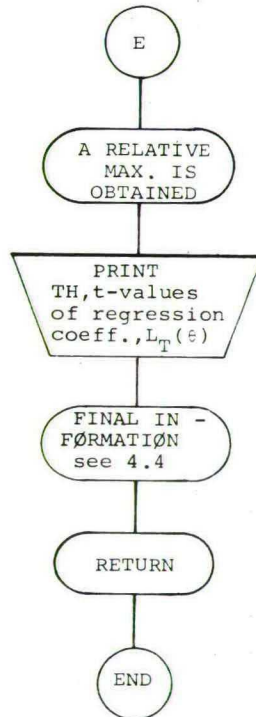 E
A RELATIVE
MAX. IS
OBTAINED
PRINT
TH,t-values
of regression
coeff.,L_T(θ)
FINAL IN-
FØRMATIØN
see 4.4
RETURN
END